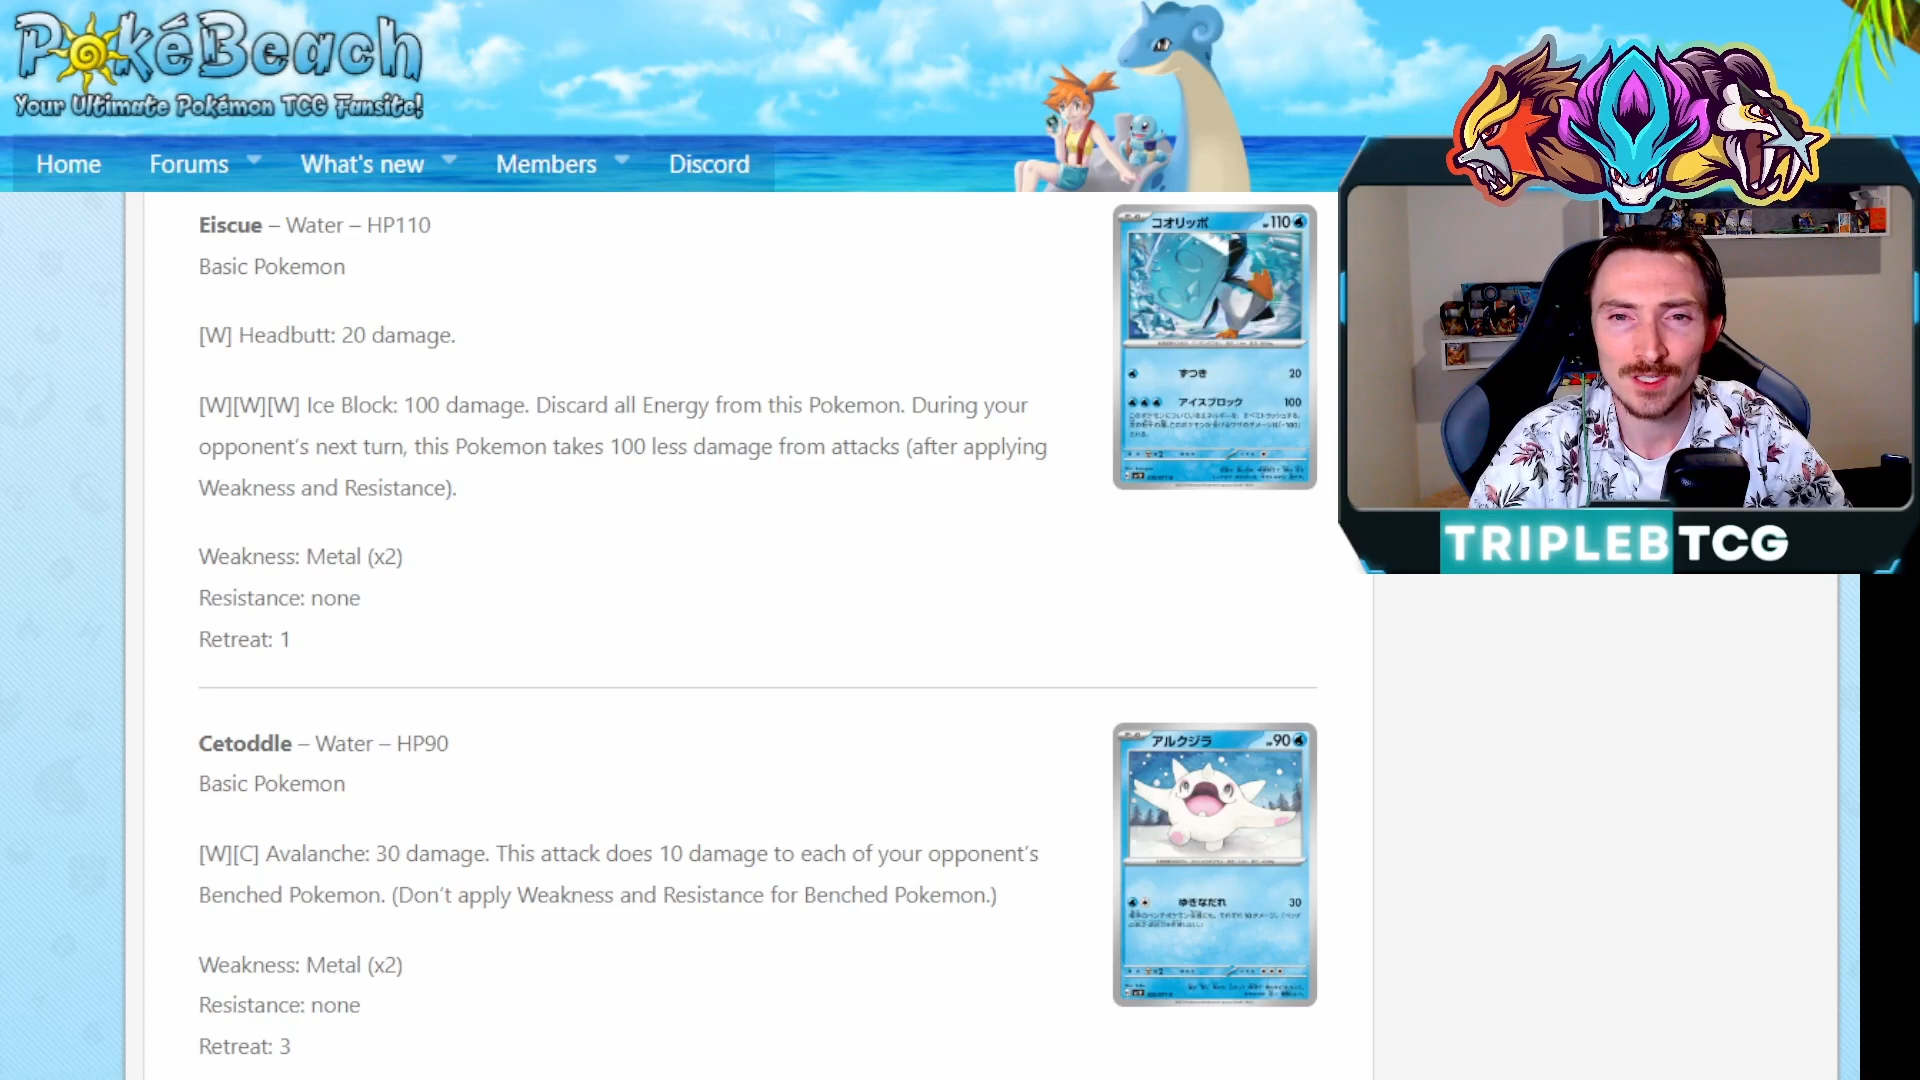 PokéBeach
Your Ultimate Pokémon TCG Fansite!
Home Forums What's new Members Discord
Eiscue – Water – HP110
Basic Pokemon
[W] Headbutt: 20 damage.
[W][W][W] Ice Block: 100 damage. Discard all Energy from this Pokemon. During your
opponent's next turn, this Pokemon takes 100 less damage from attacks (after applying
Weakness and Resistance).
Weakness: Metal (x2)
Resistance: none
Retreat: 1
コオリッポ 110
ずつき 20
アイスブロック 100
TRIPLEB TCG
Cetoddle – Water – HP90
Basic Pokemon
[W][C] Avalanche: 30 damage. This attack does 10 damage to each of your opponent's
Benched Pokemon. (Don't apply Weakness and Resistance for Benched Pokemon.)
Weakness: Metal (x2)
Resistance: none
Retreat: 3
アルクジラ 90
ゆきなだれ 30